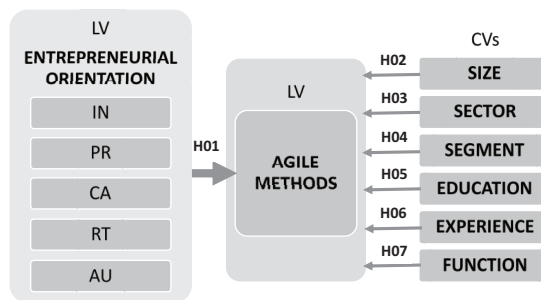 LV
ENTREPRENEURIAL
ORIENTATION
IN
PR
CA
RT
AU
H01
LV
AGILE
METHODS
CVs
H02
SIZE
H03
SECTOR
H04
SEGMENT
H05
EDUCATION
H06
EXPERIENCE
H07
FUNCTION